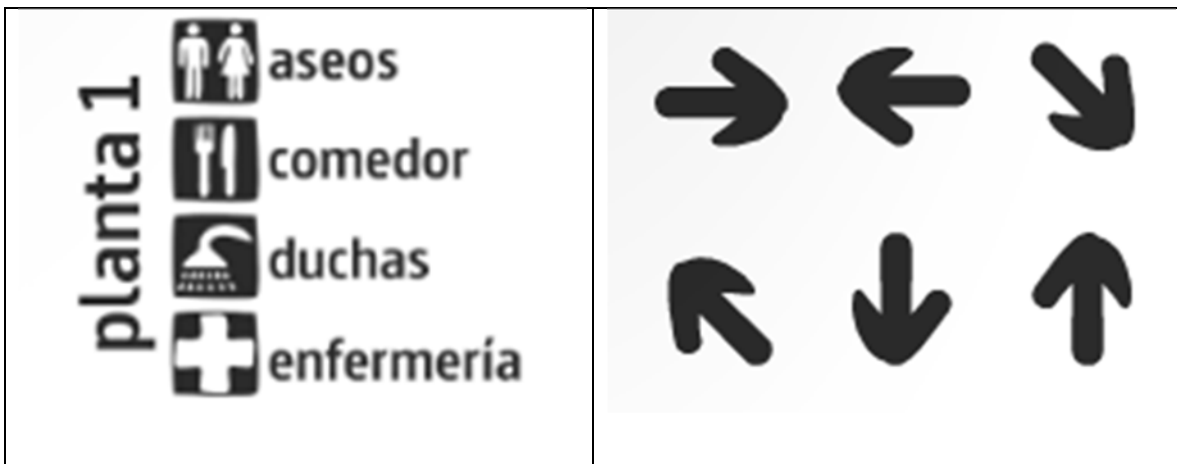 planta 1
aseos
comedor
duchas
enfermería